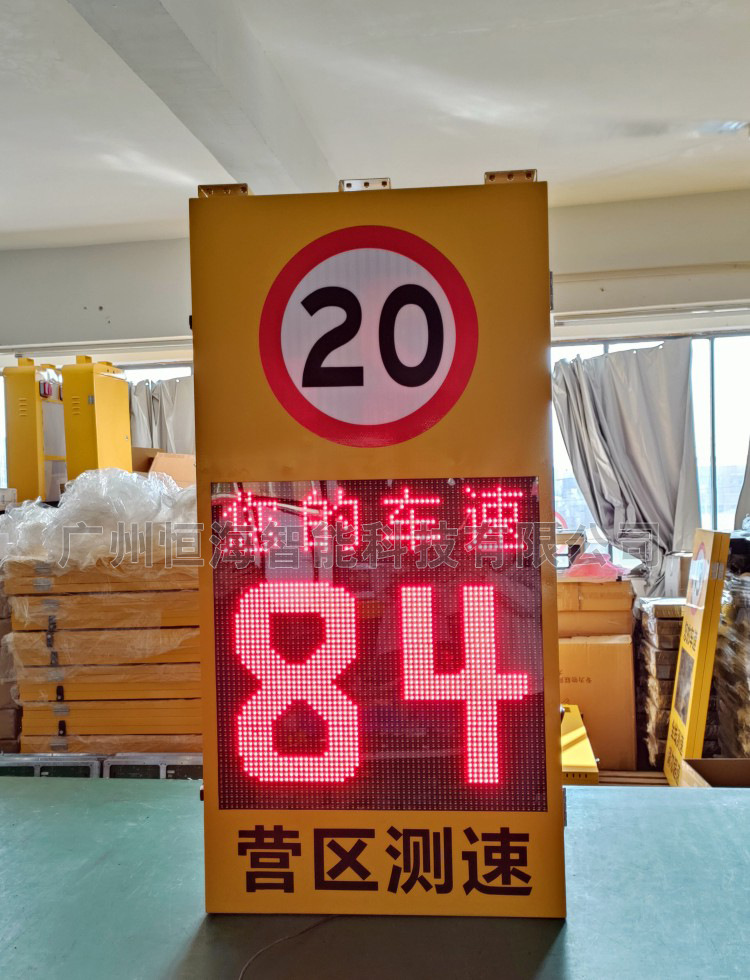 20
您的车速
广州恒海智能科技有限公司
84
营区测速